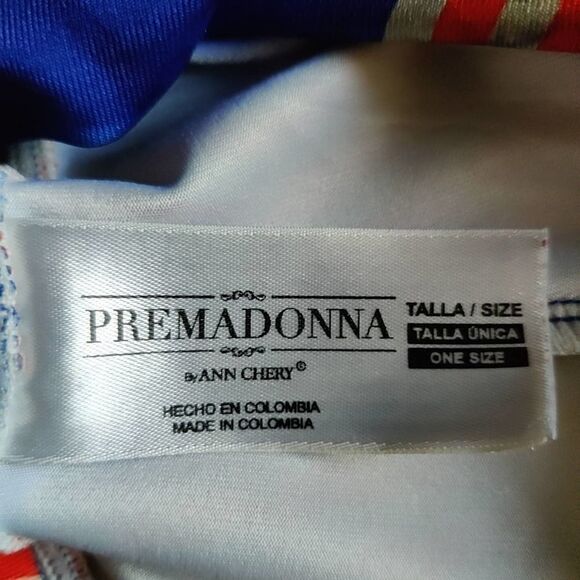 PREMADONNA
By ANN CHERY®
HECHO EN COLOMBIA
MADE IN COLOMBIA
TALLA / SIZE
TALLA ÚNICA
ONE SIZE